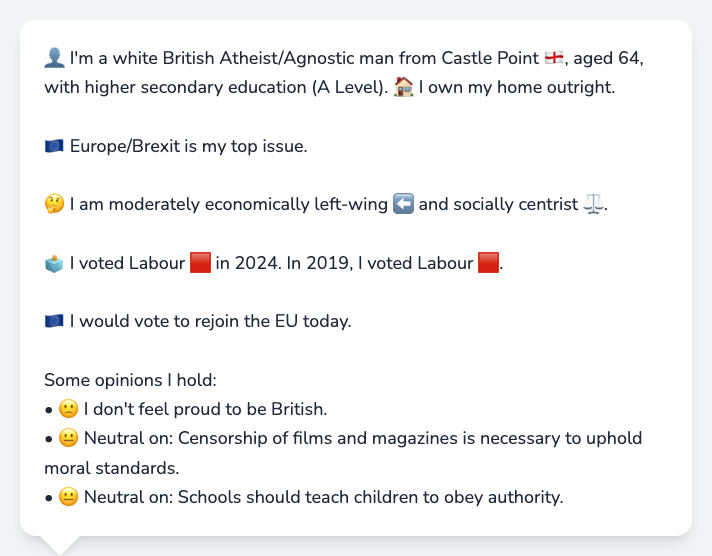 👤 I'm a white British Atheist/Agnostic man from Castle Point 🏴󠁧󠁢󠁥󠁮󠁧󠁿, aged 64,
with higher secondary education (A Level). 🏠 I own my home outright.
🇪🇺 Europe/Brexit is my top issue.
🤔 I am moderately economically left-wing ⬅️ and socially centrist ⚖️.
🗳️ I voted Labour 🟥 in 2024. In 2019, I voted Labour 🟥.
🇪🇺 I would vote to rejoin the EU today.
Some opinions I hold:
• 🙁 I don't feel proud to be British.
• 😐 Neutral on: Censorship of films and magazines is necessary to uphold
moral standards.
• 😐 Neutral on: Schools should teach children to obey authority.